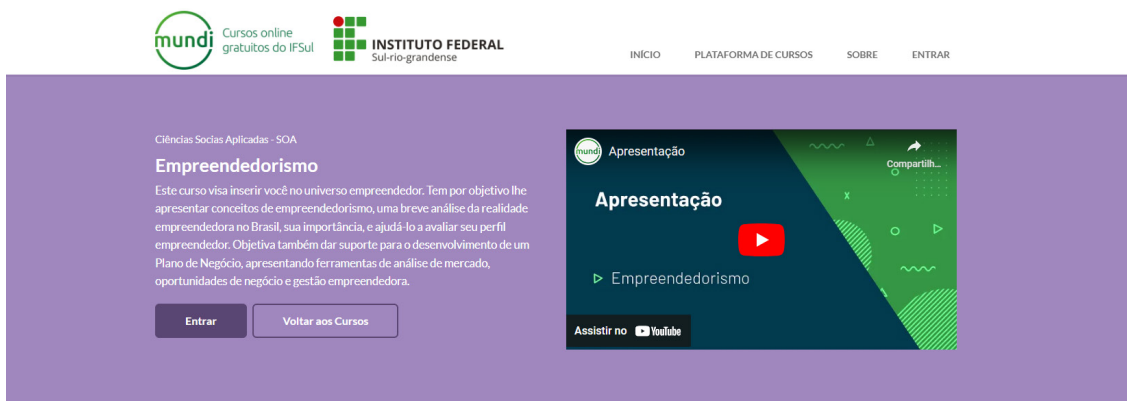 mundi
Cursos online
gratuitos do IFSul
INSTITUTO FEDERAL
Sul-rio-grandense
INÍCIO
PLATAFORMA DE CURSOS
SOBRE
ENTRAR
Ciências Socias Aplicadas - SOA
Empreendedorismo
Este curso visa inserir você no universo empreendedor. Tem por objetivo lhe
apresentar conceitos de empreendedorismo, uma breve análise da realidade
empreendedora no Brasil, sua importância, e ajudá-lo a avaliar seu perfil
empreendedor. Objetiva também dar suporte para o desenvolvimento de um
Plano de Negócio, apresentando ferramentas de análise de mercado,
oportunidades de negócio e gestão empreendedora.
Entrar
Voltar aos Cursos
mundi
Apresentação
Compartilh...
Apresentação
Empreendedorismo
Assistir no YouTube